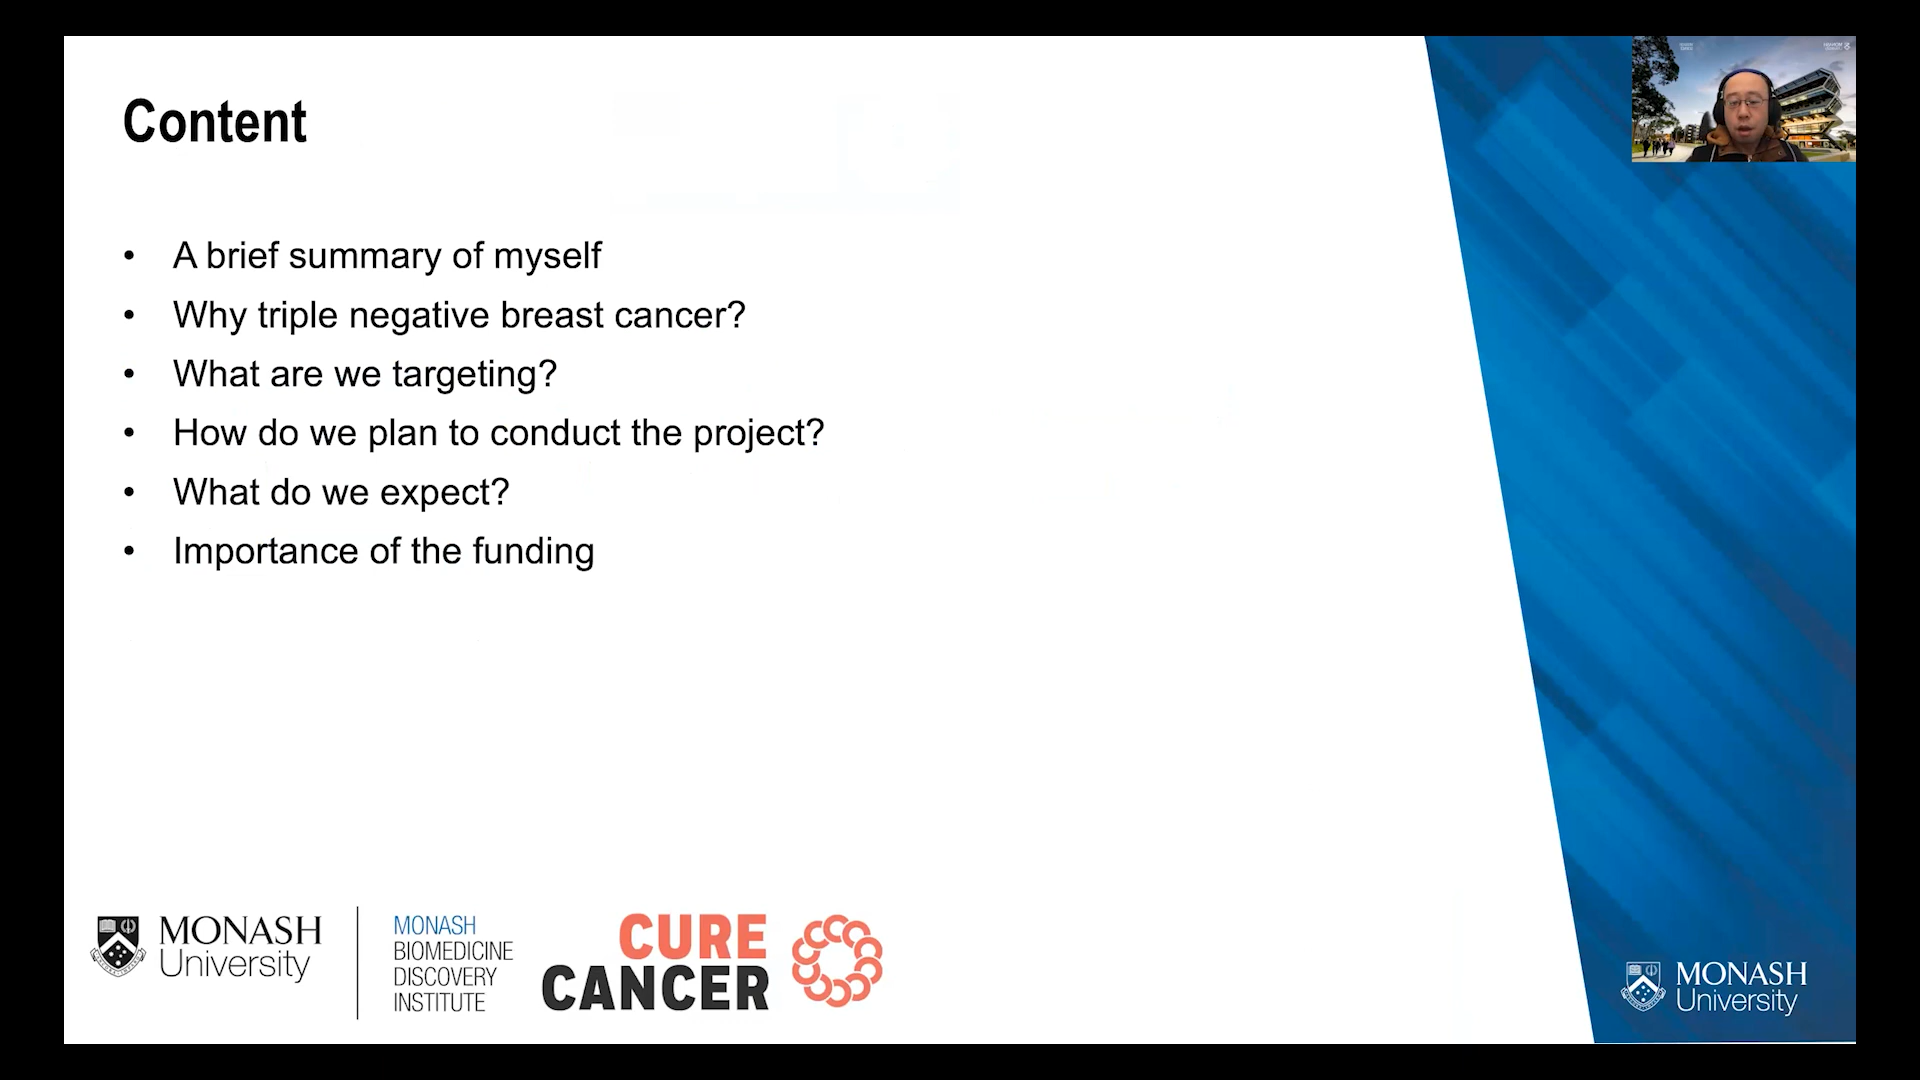 Content
• A brief summary of myself
• Why triple negative breast cancer?
• What are we targeting?
• How do we plan to conduct the project?
• What do we expect?
• Importance of the funding
MONASH
University
MONASH
BIOMEDICINE
DISCOVERY
INSTITUTE
CURE
CANCER
MONASH
University